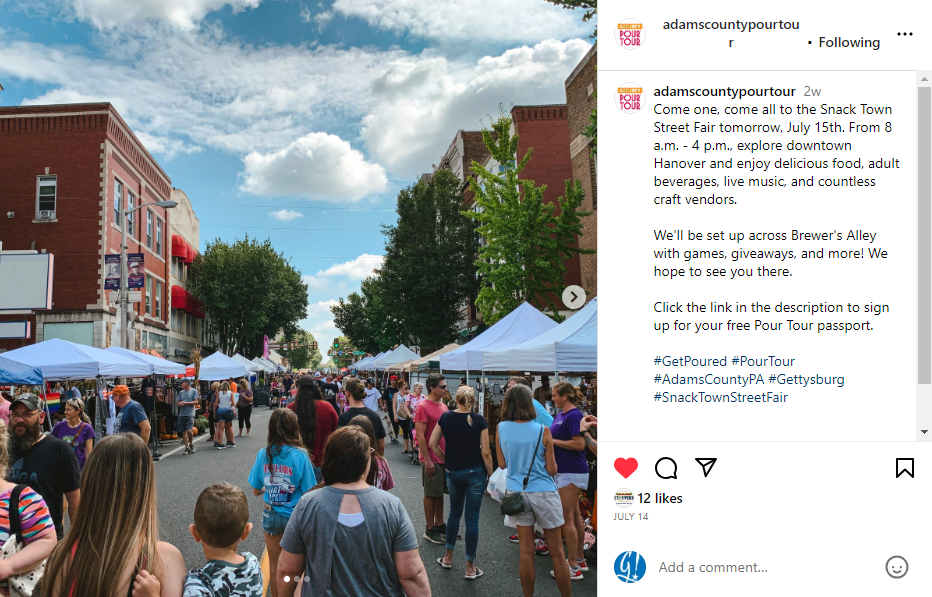 adamscountypourtou
r
• Following
POUR
TOUR
adamscountypourtour 2w
Come one, come all to the Snack Town
Street Fair tomorrow, July 15th. From 8
a.m. - 4 p.m., explore downtown
Hanover and enjoy delicious food, adult
beverages, live music, and countless
craft vendors.
We'll be set up across Brewer's Alley
with games, giveaways, and more! We
hope to see you there.
Click the link in the description to sign
up for your free Pour Tour passport.
#GetPoured #PourTour
#AdamsCountyPA #Gettysburg
#SnackTownStreetFair
POUR
TOUR
12 likes
JULY 14
Add a comment...